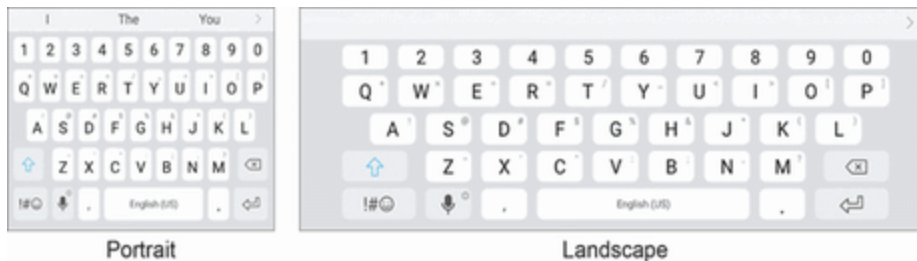 I The You >
1 2 3 4 5 6 7 8 9 0
Q W E R T Y U I O P
A S D F G H J K L
Z X C V B N M
!#☺ , English (US) .
Portrait
>
1 2 3 4 5 6 7 8 9 0
Q W E R T Y U I O P
A S D F G H J K L
Z X C V B N M
!#☺ , English (US) .
Landscape